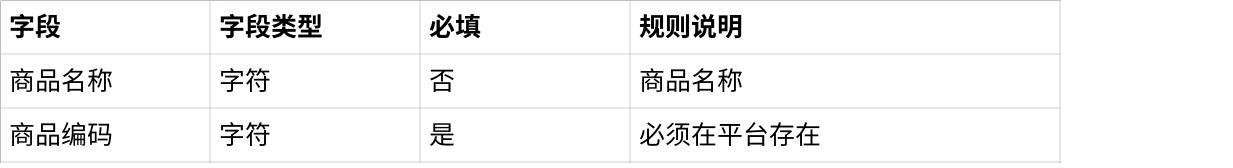 字段 字段类型 必填 规则说明
商品名称 字符 否 商品名称
商品编码 字符 是 必须在平台存在